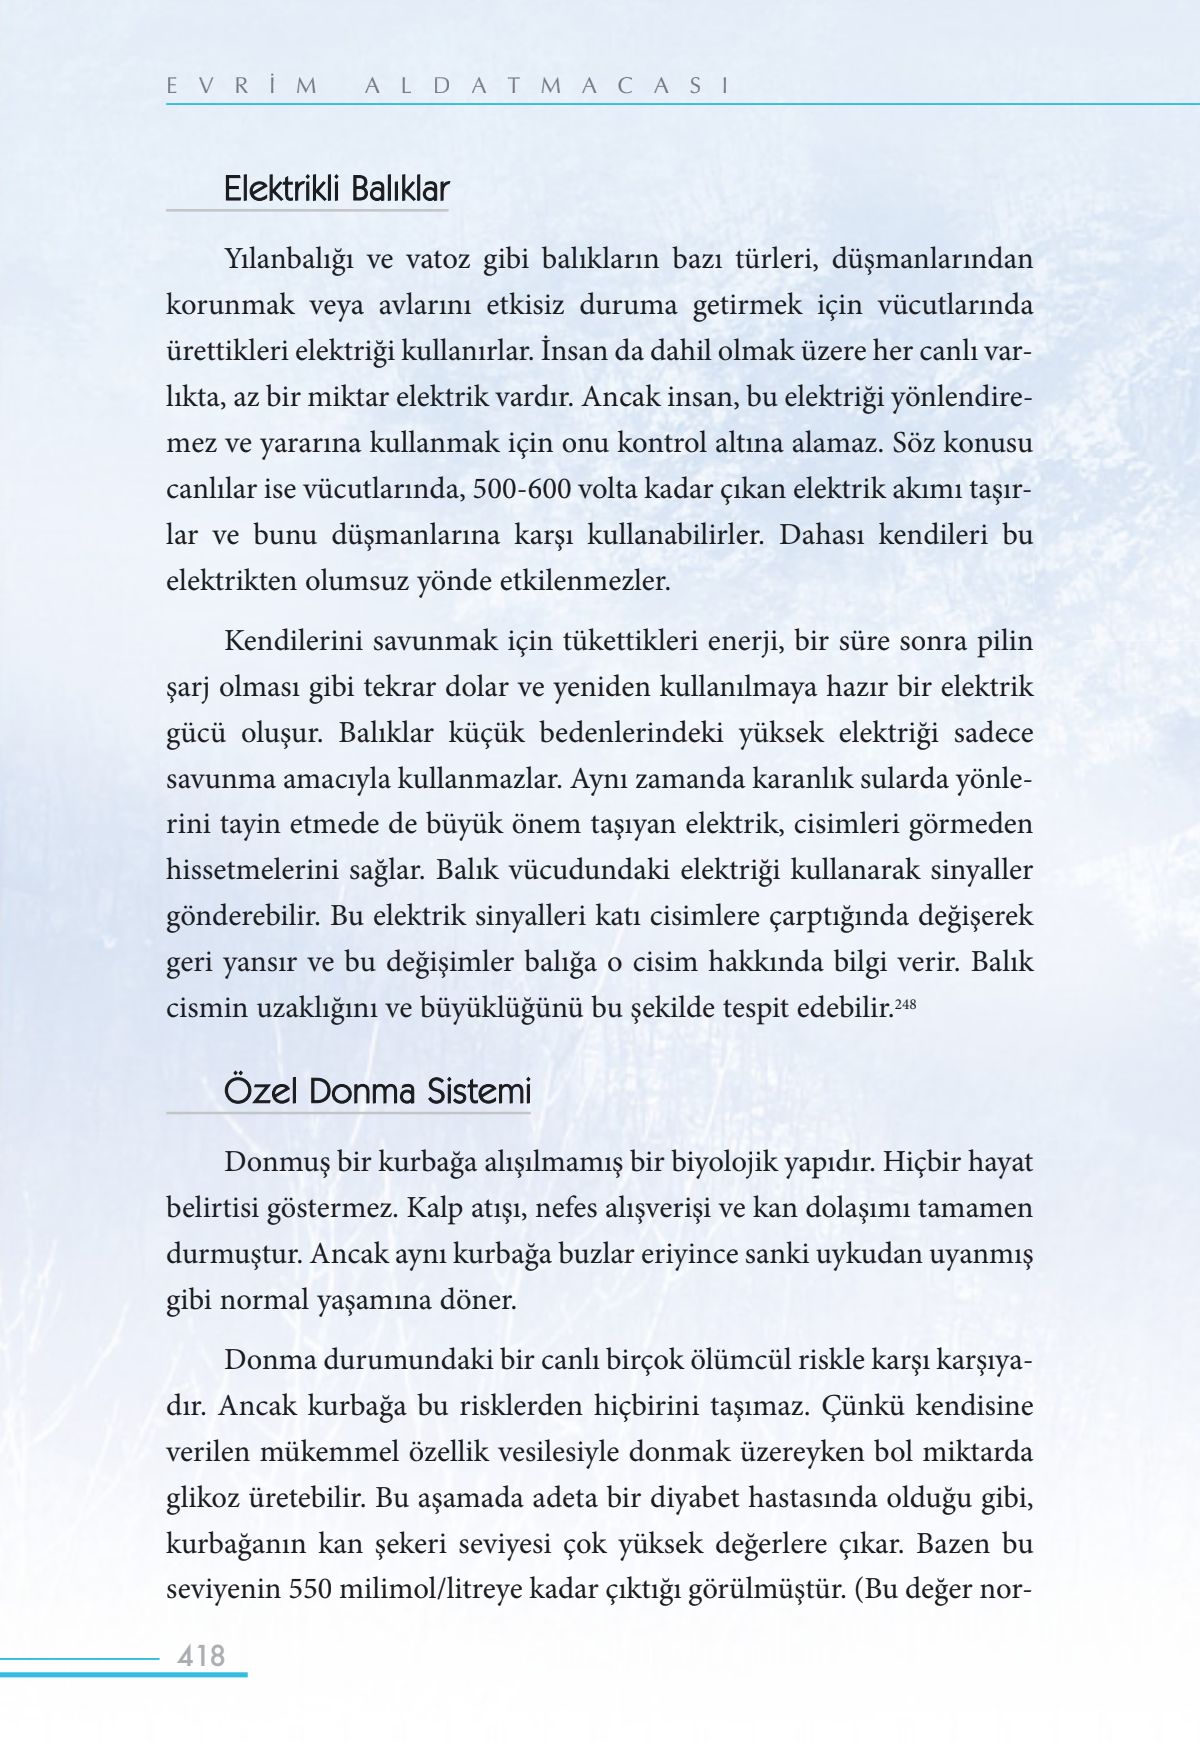 EVRİM ALDATMACASI
Elektrikli Balıklar
Yılanbalığı ve vatoz gibi balıkların bazı türleri, düşmanlarından
korunmak veya avlarını etkisiz duruma getirmek için vücutlarında
ürettikleri elektriği kullanırlar. İnsan da dahil olmak üzere her canlı var-
lıkta, az bir miktar elektrik vardır. Ancak insan, bu elektriği yönlendire-
mez ve yararına kullanmak için onu kontrol altına alamaz. Söz konusu
canlılar ise vücutlarında, 500-600 volta kadar çıkan elektrik akımı taşır-
lar ve bunu düşmanlarına karşı kullanabilirler. Dahası kendileri bu
elektrikten olumsuz yönde etkilenmezler.
Kendilerini savunmak için tükettikleri enerji, bir süre sonra pilin
şarj olması gibi tekrar dolar ve yeniden kullanılmaya hazır bir elektrik
gücü oluşur. Balıklar küçük bedenlerindeki yüksek elektriği sadece
savunma amacıyla kullanmazlar. Aynı zamanda karanlık sularda yönle-
rini tayin etmede de büyük önem taşıyan elektrik, cisimleri görmeden
hissetmelerini sağlar. Balık vücudundaki elektriği kullanarak sinyaller
gönderebilir. Bu elektrik sinyalleri katı cisimlere çarptığında değişerek
geri yansır ve bu değişimler balığa o cisim hakkında bilgi verir. Balık
cismin uzaklığını ve büyüklüğünü bu şekilde tespit edebilir.248
Özel Donma Sistemi
Donmuş bir kurbağa alışılmamış bir biyolojik yapıdır. Hiçbir hayat
belirtisi göstermez. Kalp atışı, nefes alışverişi ve kan dolaşımı tamamen
durmuştur. Ancak aynı kurbağa buzlar eriyince sanki uykudan uyanmış
gibi normal yaşamına döner.
Donma durumundaki bir canlı birçok ölümcül riskle karşı karşıya-
dır. Ancak kurbağa bu risklerden hiçbirini taşımaz. Çünkü kendisine
verilen mükemmel özellik vesilesiyle donmak üzereyken bol miktarda
glikoz üretebilir. Bu aşamada adeta bir diyabet hastasında olduğu gibi,
kurbağanın kan şekeri seviyesi çok yüksek değerlere çıkar. Bazen bu
seviyenin 550 milimol/litreye kadar çıktığı görülmüştür. (Bu değer nor-
418